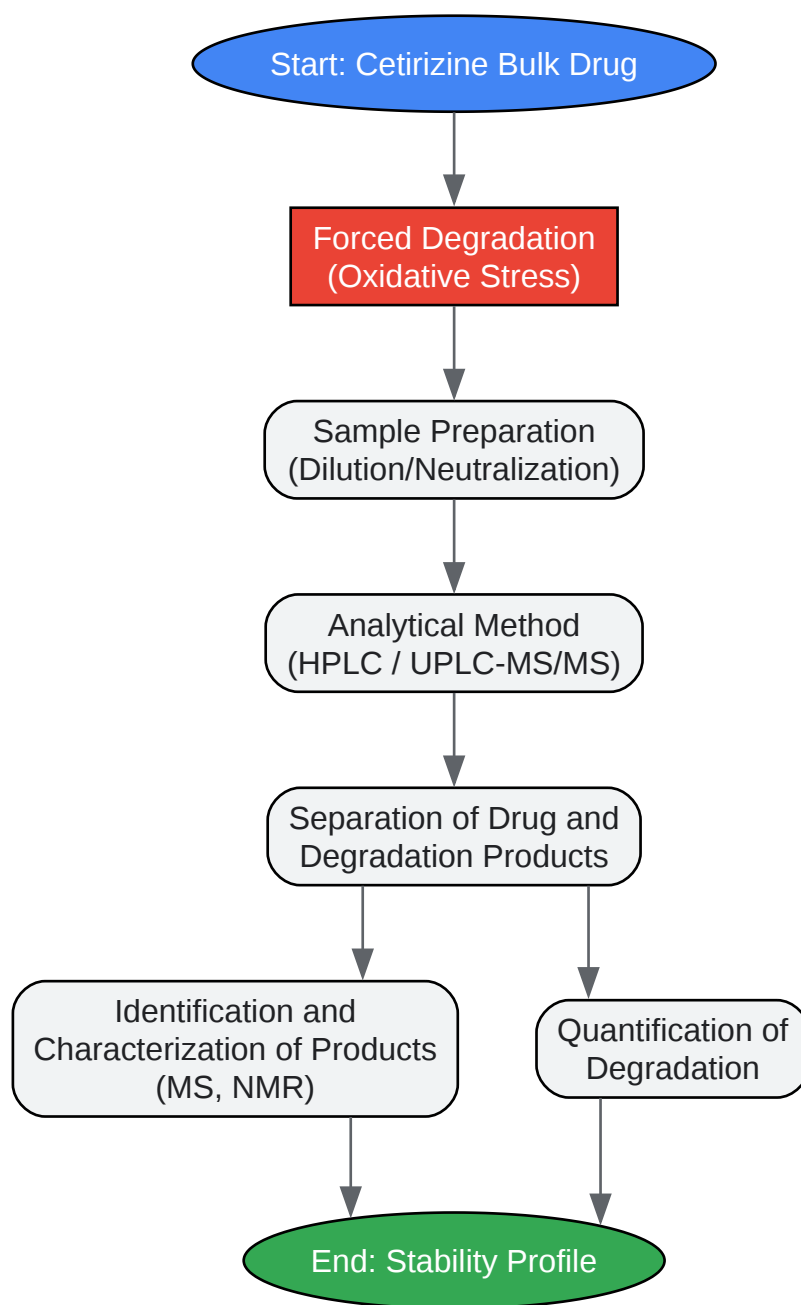 Start: Cetirizine Bulk Drug
Forced Degradation
(Oxidative Stress)
Sample Preparation
(Dilution/Neutralization)
Analytical Method
(HPLC / UPLC-MS/MS)
Separation of Drug and
Degradation Products
Identification and
Characterization of Products
(MS, NMR)
Quantification of
Degradation
End: Stability Profile